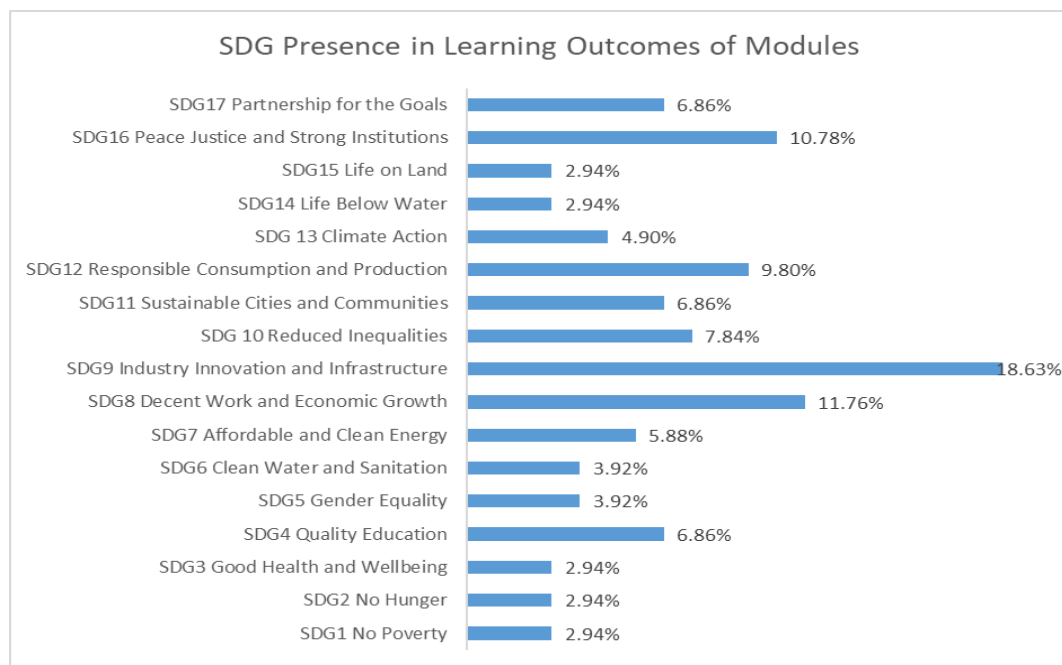 SDG Presence in Learning Outcomes of Modules
SDG17 Partnership for the Goals 6.86%
SDG16 Peace Justice and Strong Institutions 10.78%
SDG15 Life on Land 2.94%
SDG14 Life Below Water 2.94%
SDG 13 Climate Action 4.90%
SDG12 Responsible Consumption and Production 9.80%
SDG11 Sustainable Cities and Communities 6.86%
SDG 10 Reduced Inequalities 7.84%
SDG9 Industry Innovation and Infrastructure 18.63%
SDG8 Decent Work and Economic Growth 11.76%
SDG7 Affordable and Clean Energy 5.88%
SDG6 Clean Water and Sanitation 3.92%
SDG5 Gender Equality 3.92%
SDG4 Quality Education 6.86%
SDG3 Good Health and Wellbeing 2.94%
SDG2 No Hunger 2.94%
SDG1 No Poverty 2.94%